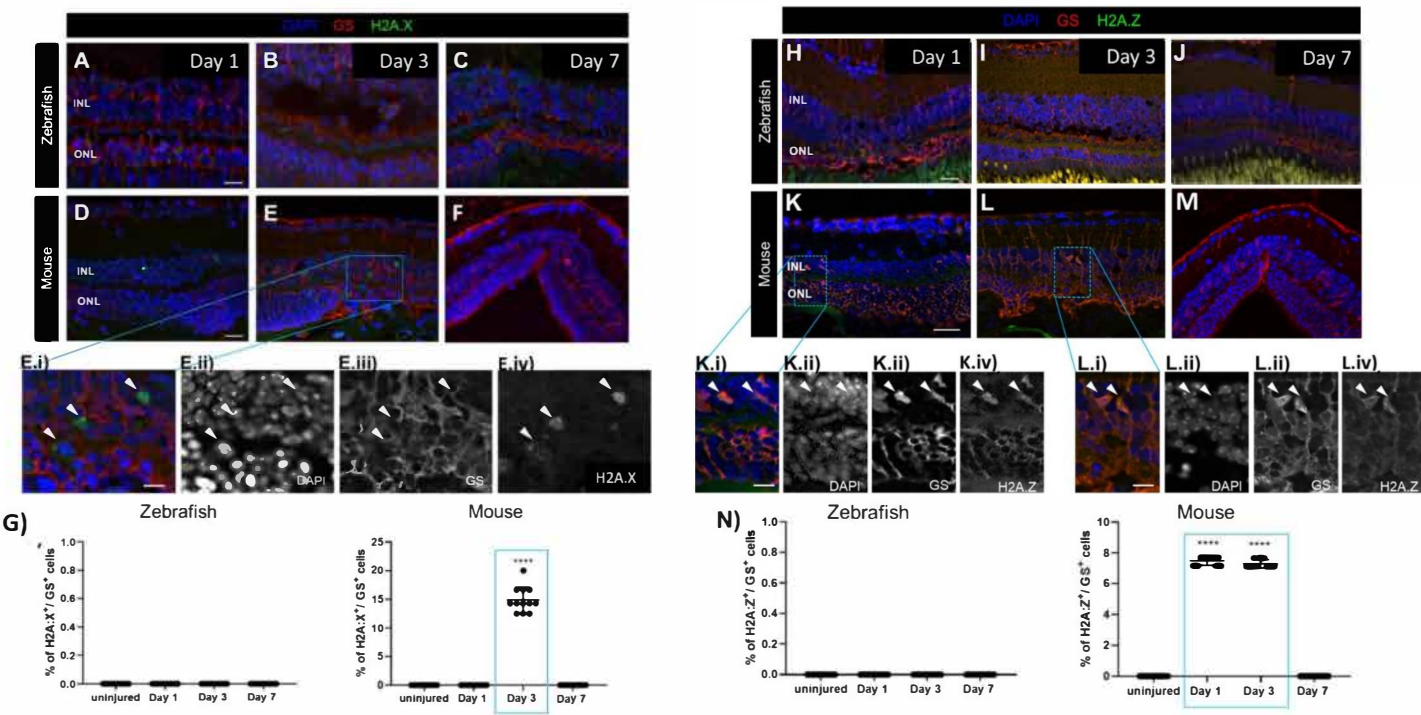 DAPI GS H2A.X
Zebrafish
A
Day 1
B
Day 3
C
Day 7
INL
ONL
Mouse
D
E
F
INL
ONL
E.i)
E.ii)
E.iii)
E.iv)
DAPI
GS
H2A.X
G)
Zebrafish
% of H2A:X+/ GS+ cells
1.0
0.8
0.6
0.4
0.2
0.0
uninjured Day 1 Day 3 Day 7
Mouse
% of H2A:X+/ GS+ cells
25
20
15
10
5
0
****
uninjured Day 1 Day 3 Day 7
DAPI GS H2A.Z
Zebrafish
H
Day 1
I
Day 3
J
Day 7
INL
ONL
Mouse
K
L
M
INL
ONL
K.i)
K.ii)
K.ii)
K.iv)
DAPI
GS
H2A.Z
L.i)
L.ii)
L.ii)
L.iv)
DAPI
GS
H2A.Z
N)
Zebrafish
% of H2A:Z+/ GS+ cells
1.0
0.8
0.6
0.4
0.2
0.0
uninjured Day 1 Day 3 Day 7
Mouse
% of H2A:Z+/ GS+ cells
10
8
6
4
2
0
**** ****
uninjured Day 1 Day 3 Day 7